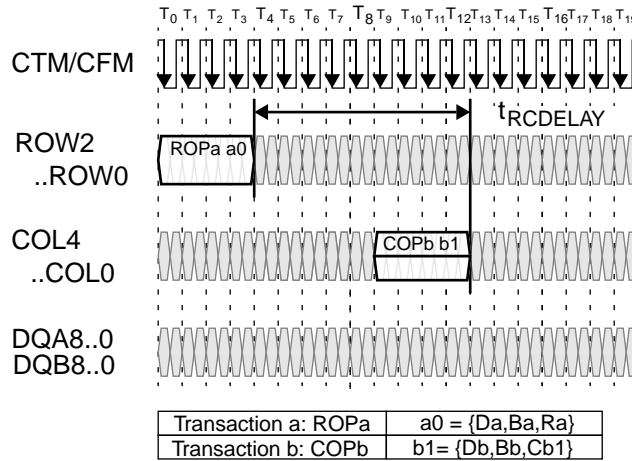 T0 T1 T2 T3 T4 T5 T6 T7 T8 T9 T10 T11 T12 T13 T14 T15 T16 T17 T18 T19
CTM/CFM
tRCDELAY
ROW2
..ROW0
ROPa a0
COL4
..COL0
COPb b1
DQA8..0
DQB8..0
Transaction a: ROPa a0 = {Da,Ba,Ra}
Transaction b: COPb b1= {Db,Bb,Cb1}